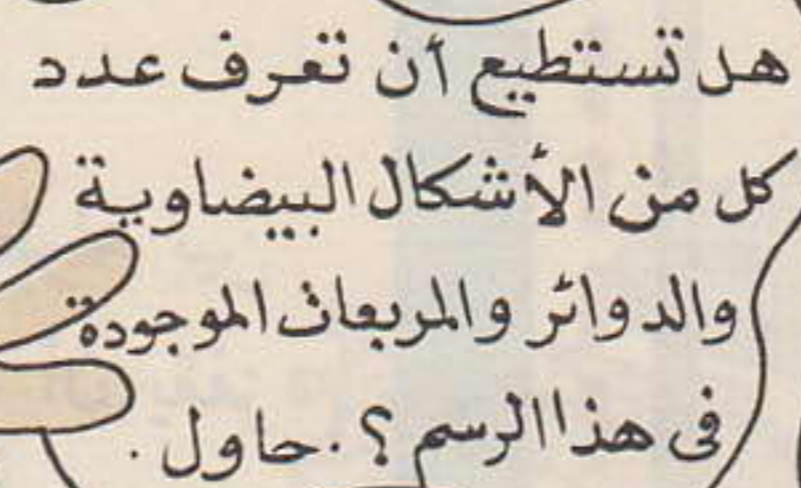 هل تستطيع أن تعرف عدد
كل من الأشكال البيضاوية
والدوائر والمربعات الموجودة
فى هذا الرسم ؟ . حاول .